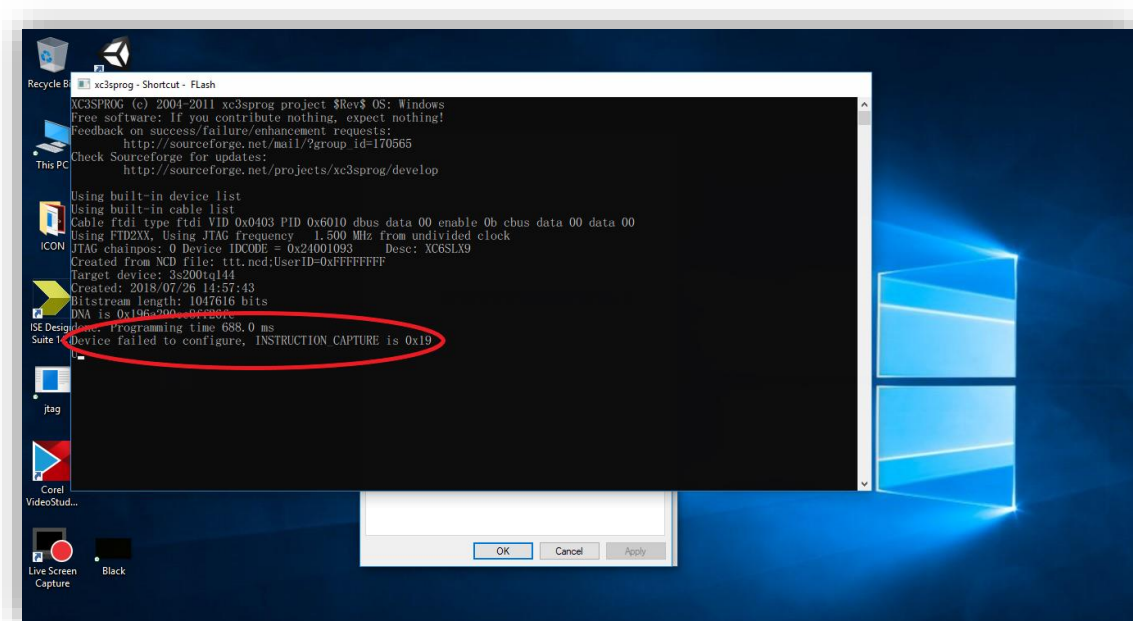 Recycle Bi
This PC
ICON
ISE Design
Suite 1
jtag
Corel
VideoStud...
Live Screen
Capture
Black
xc3sprog - Shortcut - FLash
XC3SPROG (c) 2004-2011 xc3sprog project $Rev$ OS: Windows
Free software: If you contribute nothing, expect nothing!
Feedback on success/failure/enhancement requests:
http://sourceforge.net/mail/?group_id=170565
Check Sourceforge for updates:
http://sourceforge.net/projects/xc3sprog/develop
Using built-in device list
Using built-in cable list
Cable ftdi type ftdi VID 0x0403 PID 0x6010 dbus data 00 enable 0b cbus data 00 data 00
Using FTD2XX, Using JTAG frequency 1.500 MHz from undivided clock
JTAG chainpos: 0 Device IDCODE = 0x24001093 Desc: XC6SLX9
Created from NCD file: ttt.ncd;UserID=0xFFFFFFFF
Target device: 3s200tq144
Created: 2018/07/26 14:57:43
Bitstream length: 1047616 bits
DNA is
done. Programming time 688.0 ms
Device failed to configure, INSTRUCTION_CAPTURE is 0x19
OK
Cancel
Apply